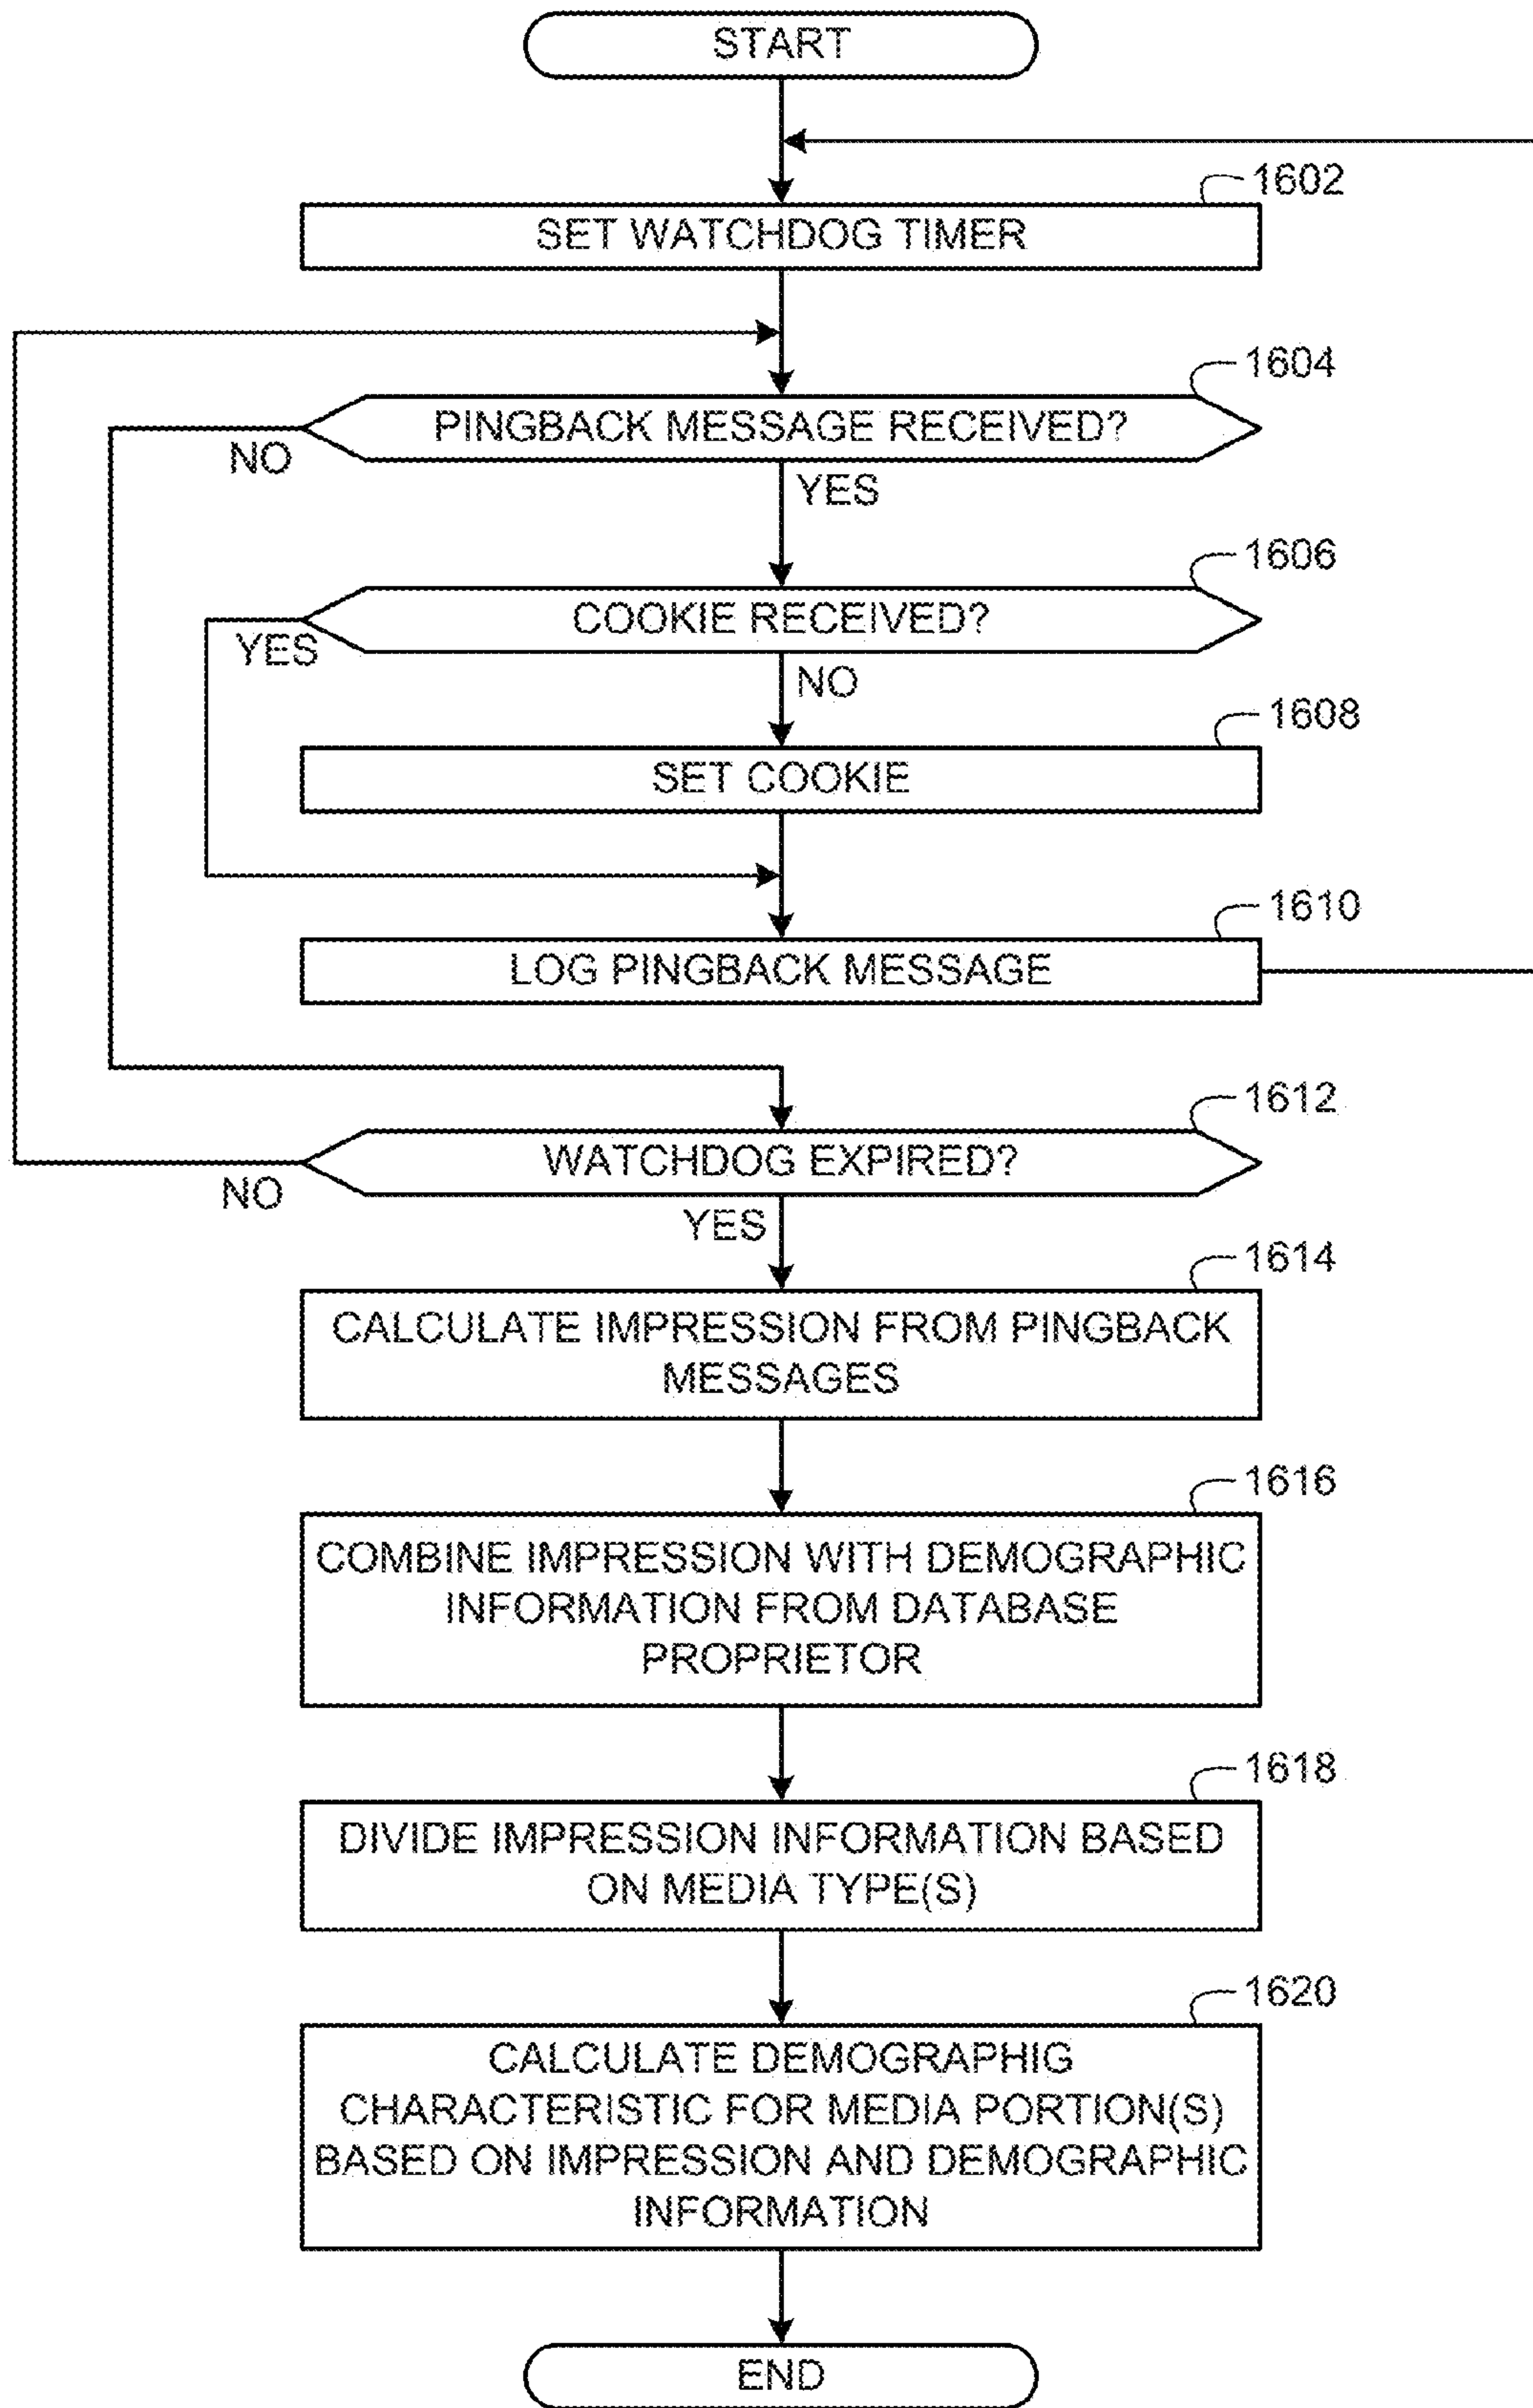 START
1602
SET WATCHDOG TIMER
1604
PINGBACK MESSAGE RECEIVED?
NO
YES
1606
COOKIE RECEIVED?
YES
NO
1608
SET COOKIE
1610
LOG PINGBACK MESSAGE
1612
WATCHDOG EXPIRED?
NO
YES
1614
CALCULATE IMPRESSION FROM PINGBACK
MESSAGES
1616
COMBINE IMPRESSION WITH DEMOGRAPHIC
INFORMATION FROM DATABASE
PROPRIETOR
1618
DIVIDE IMPRESSION INFORMATION BASED
ON MEDIA TYPE(S)
1620
CALCULATE DEMOGRAPHIG
CHARACTERISTIC FOR MEDIA PORTION(S)
BASED ON IMPRESSION AND DEMOGRAPHIC
INFORMATION
END